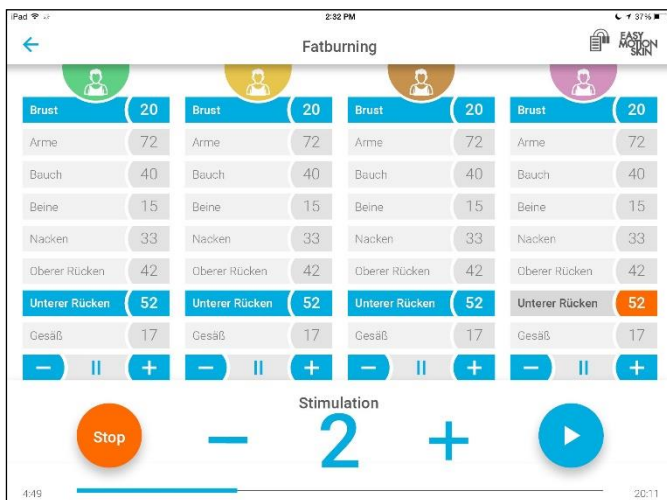 iPad 2:32 PM 37%
Fatburning
EASY
MOTION
SKIN
Brust 20 Brust 20 Brust 20 Brust 20
Arme 72 Arme 72 Arme 72 Arme 72
Bauch 40 Bauch 40 Bauch 40 Bauch 40
Beine 15 Beine 15 Beine 15 Beine 15
Nacken 33 Nacken 33 Nacken 33 Nacken 33
Oberer Rücken 42 Oberer Rücken 42 Oberer Rücken 42 Oberer Rücken 42
Unterer Rücken 52 Unterer Rücken 52 Unterer Rücken 52 Unterer Rücken 52
Gesäß 17 Gesäß 17 Gesäß 17 Gesäß 17
− II + − II + − II + − II +
Stimulation
Stop − 2 +
4:49 20:11